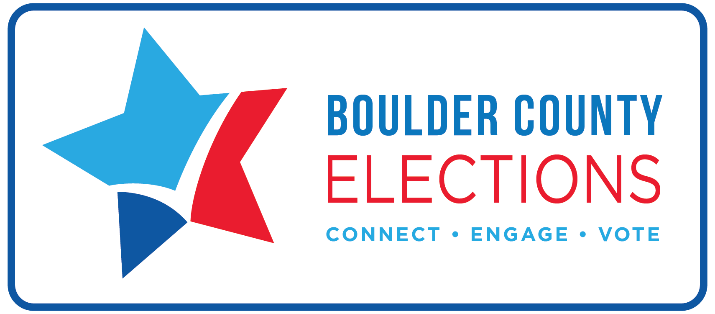 BOULDER COUNTY
ELECTIONS
CONNECT • ENGAGE • VOTE